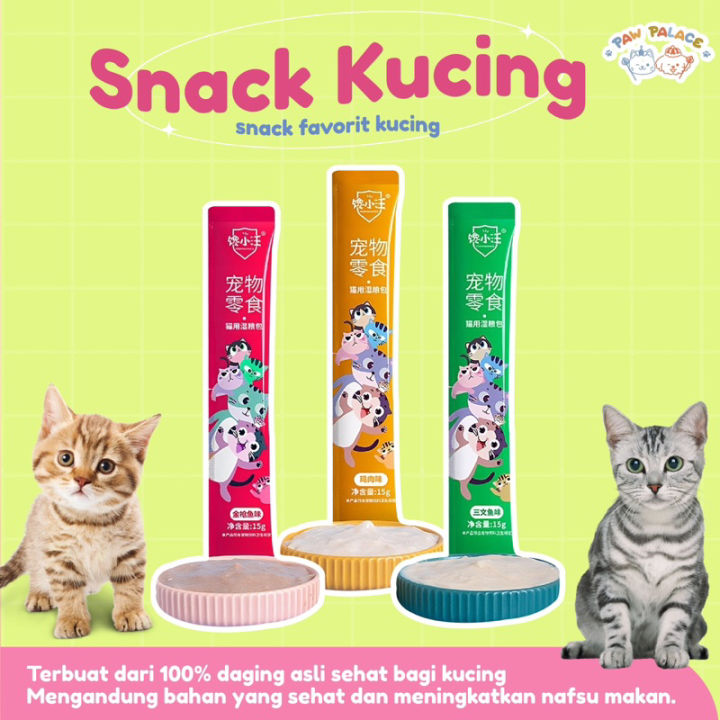 PAW PALACE
Snack Kucing
snack favorit kucing
馋小汪
宠物
零食
猫用湿粮包
金枪鱼味
净含量:15g
馋小汪
宠物
零食
猫用湿粮包
鸡肉味
净含量:15g
馋小汪
宠物
零食
猫用湿粮包
三文鱼味
净含量:15g
Terbuat dari 100% daging asli sehat bagi kucing
Mengandung bahan yang sehat dan meningkatkan nafsu makan.